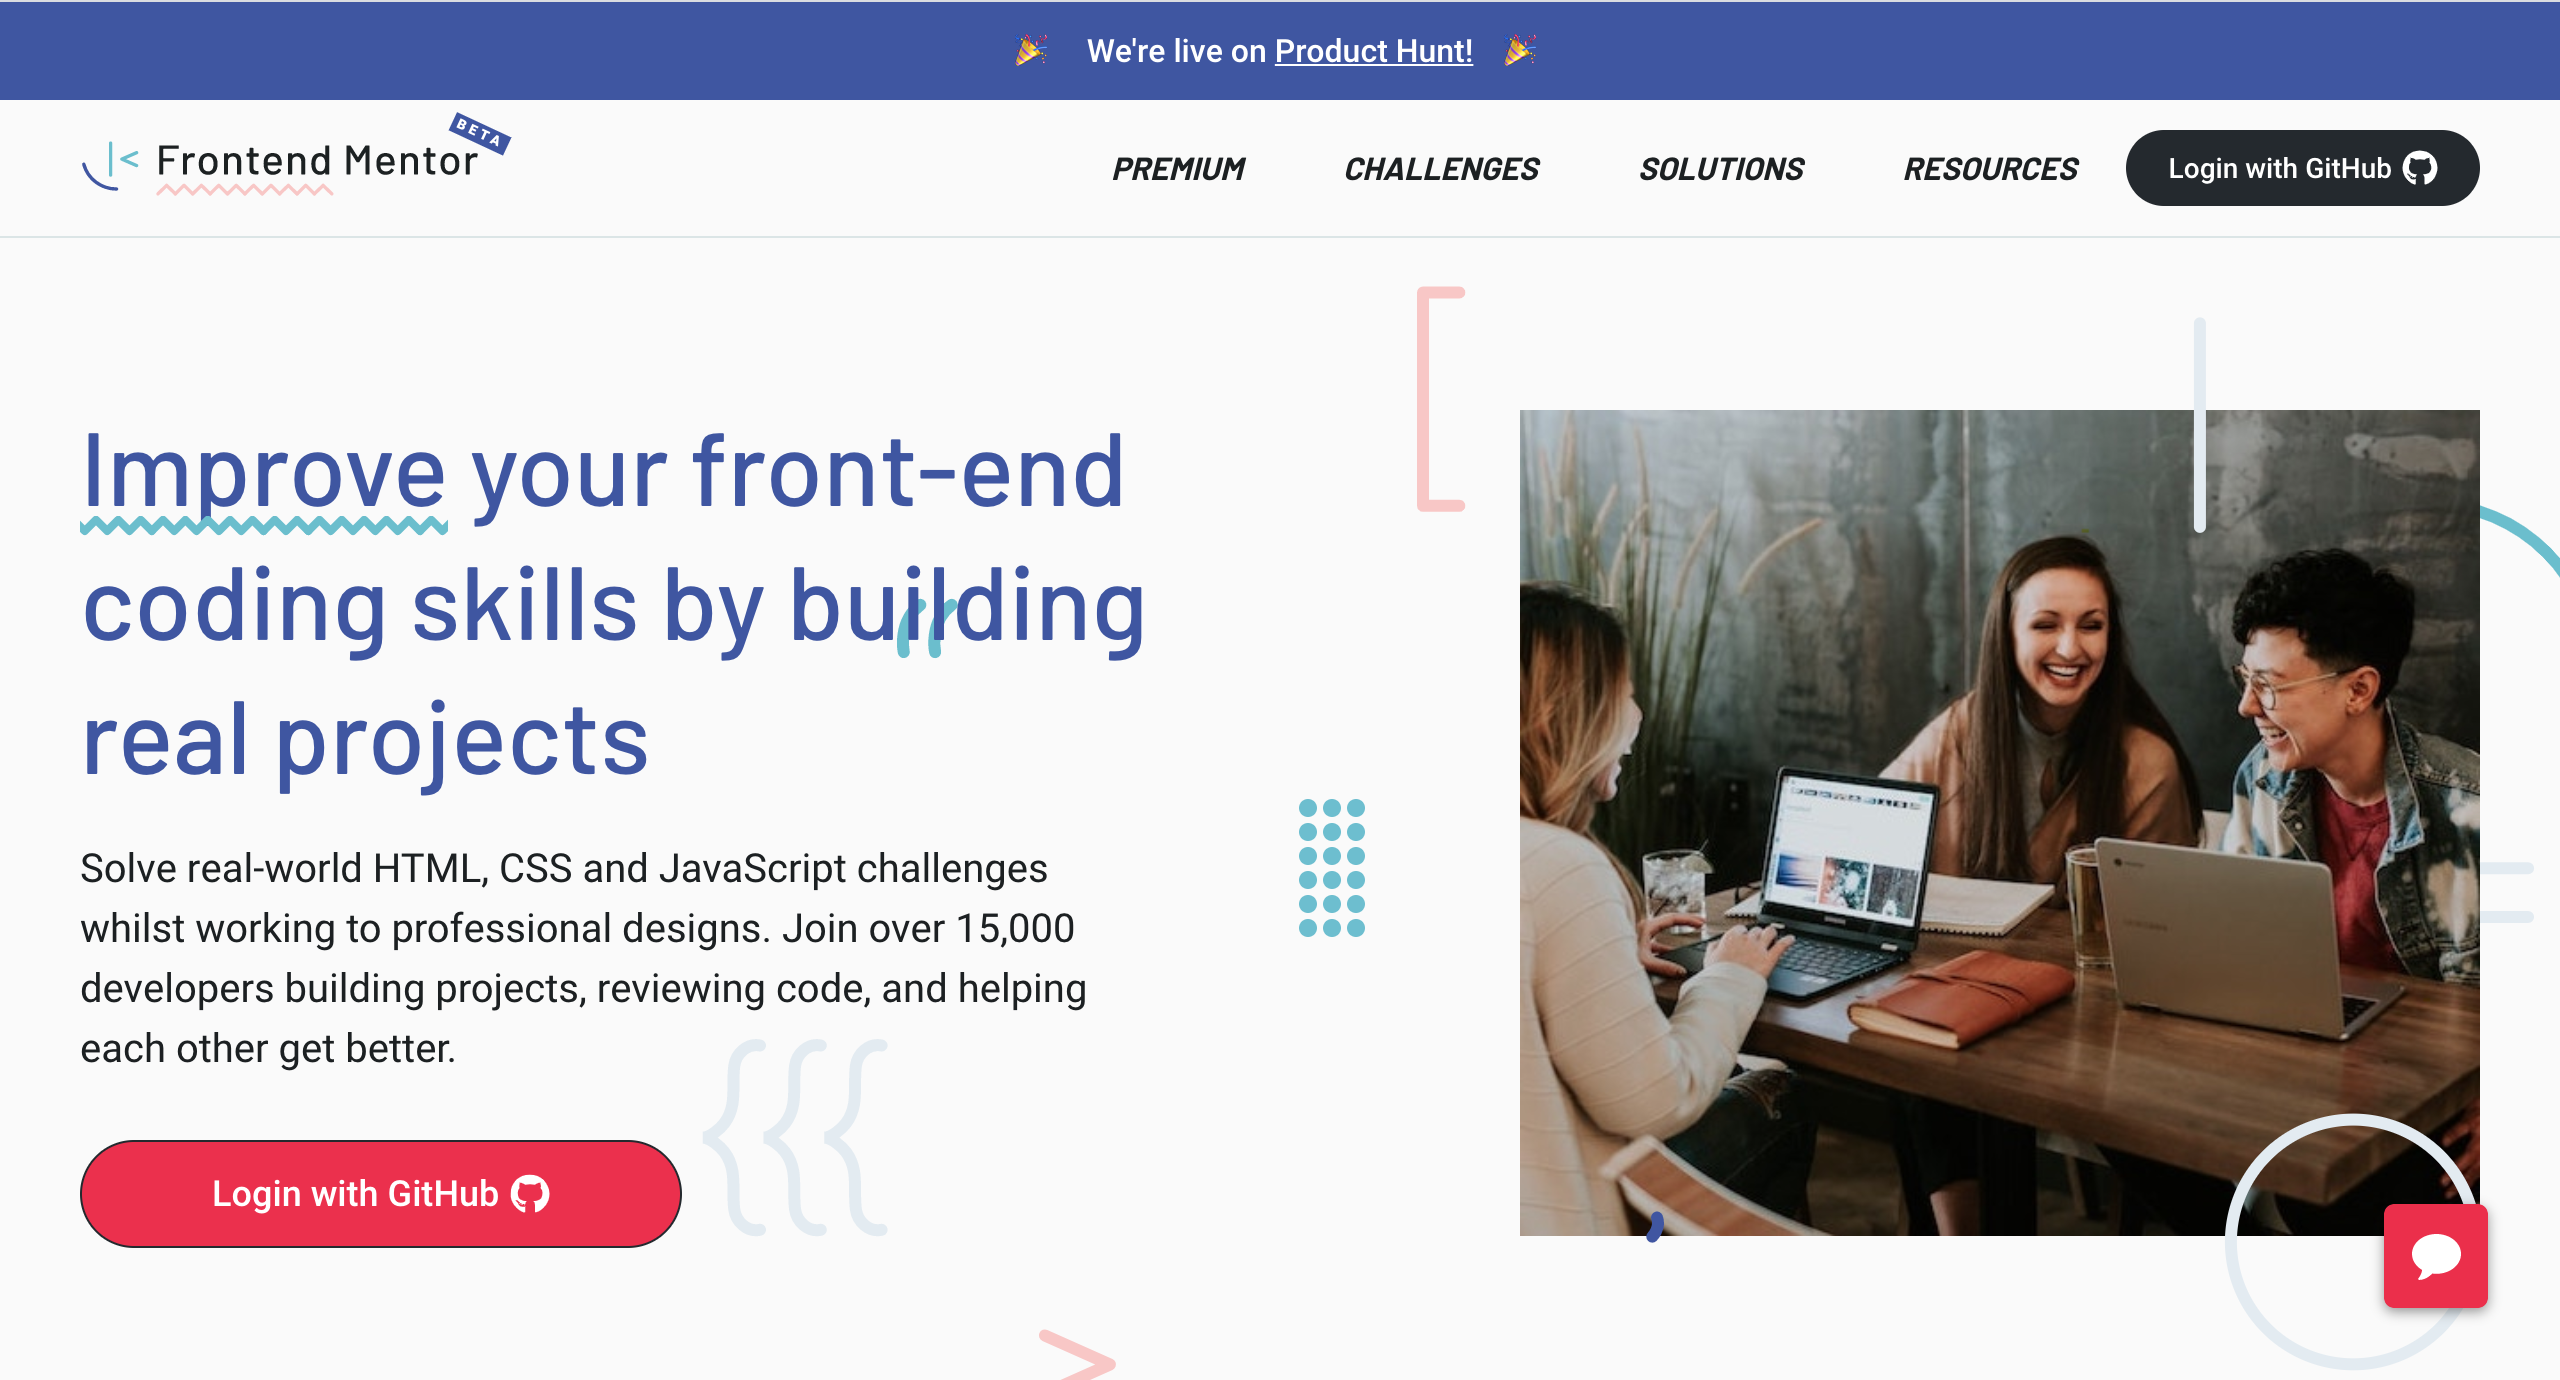 🎉 We're live on Product Hunt! 🎉
Frontend Mentor BETA
PREMIUM CHALLENGES SOLUTIONS RESOURCES Login with GitHub
Improve your front-end
coding skills by building
real projects
Solve real-world HTML, CSS and JavaScript challenges
whilst working to professional designs. Join over 15,000
developers building projects, reviewing code, and helping
each other get better.
Login with GitHub